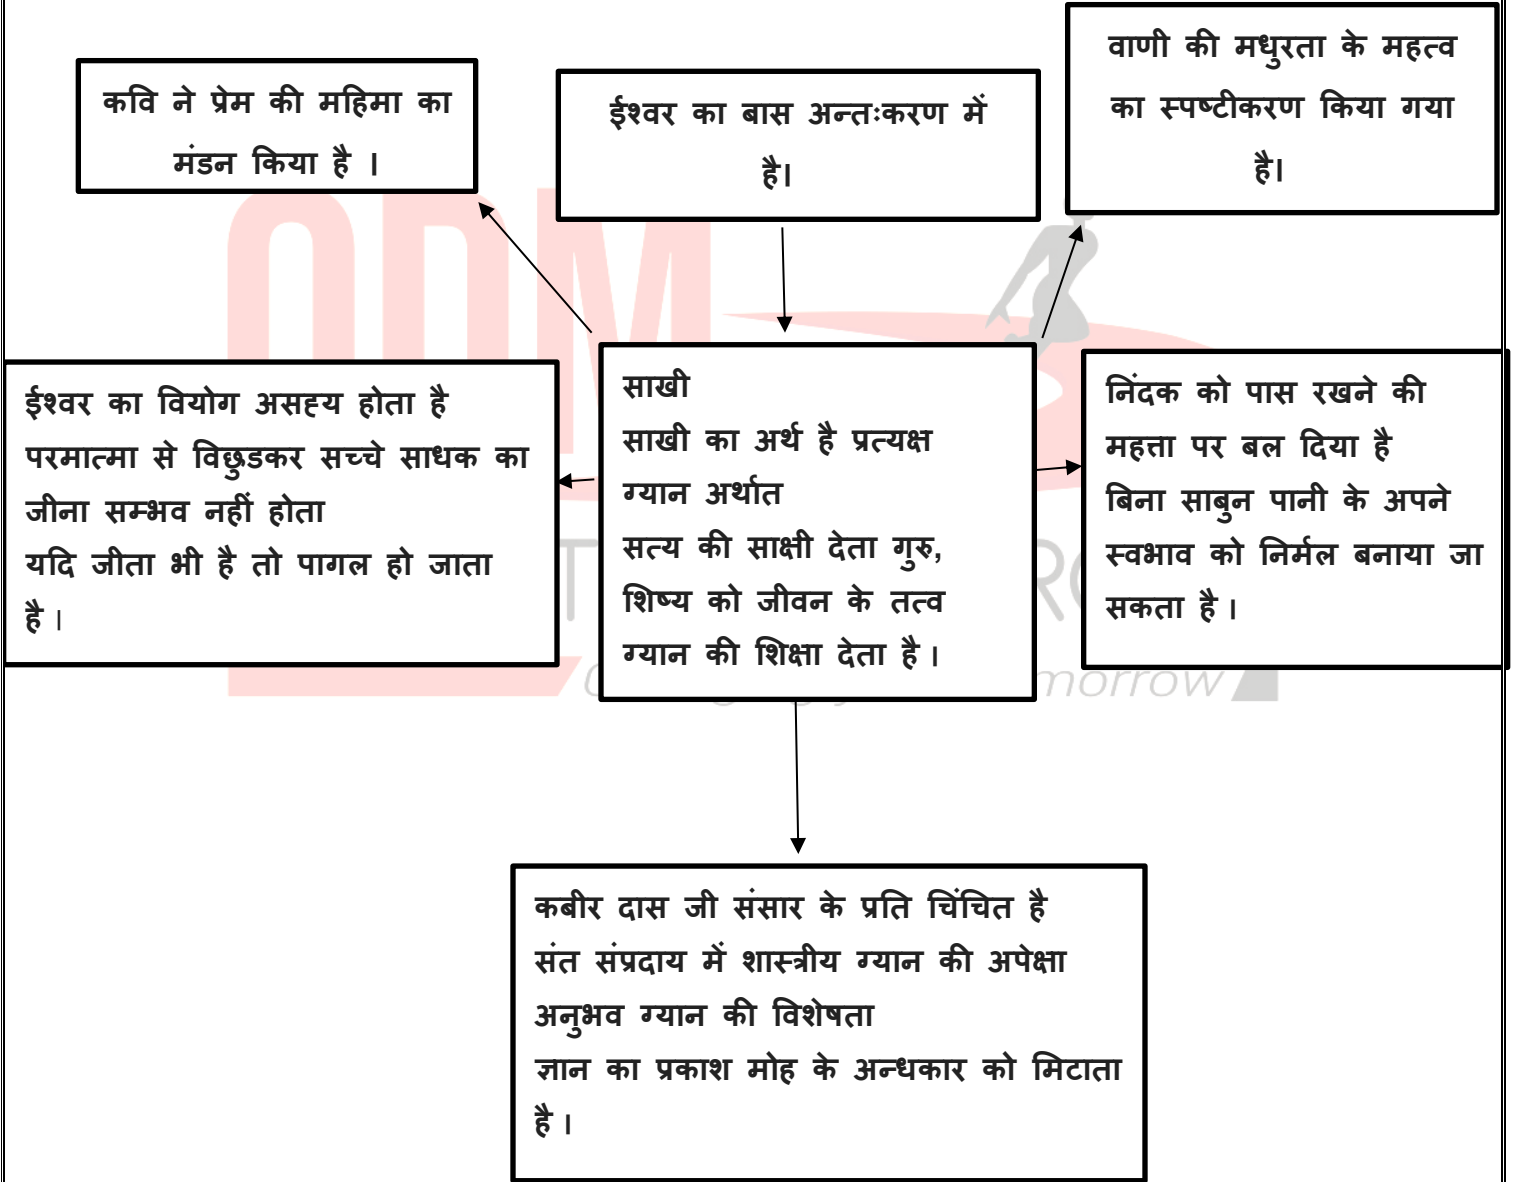 कवि ने प्रेम की महिमा का
मंडन किया है ।
ईश्वर का बास अन्तःकरण में
है।
वाणी की मधुरता के महत्व
का स्पष्टीकरण किया गया
है।
ईश्वर का वियोग असह्य होता है
परमात्मा से विछुडकर सच्चे साधक का
जीना सम्भव नहीं होता
यदि जीता भी है तो पागल हो जाता
है ।
साखी
साखी का अर्थ है प्रत्यक्ष
ग्यान अर्थात
सत्य की साक्षी देता गुरु,
शिष्य को जीवन के तत्व
ग्यान की शिक्षा देता है ।
निंदक को पास रखने की
महत्ता पर बल दिया है
बिना साबुन पानी के अपने
स्वभाव को निर्मल बनाया जा
सकता है ।
कबीर दास जी संसार के प्रति चिंचित है
संत संप्रदाय में शास्त्रीय ग्यान की अपेक्षा
अनुभव ग्यान की विशेषता
ज्ञान का प्रकाश मोह के अन्धकार को मिटाता
है ।